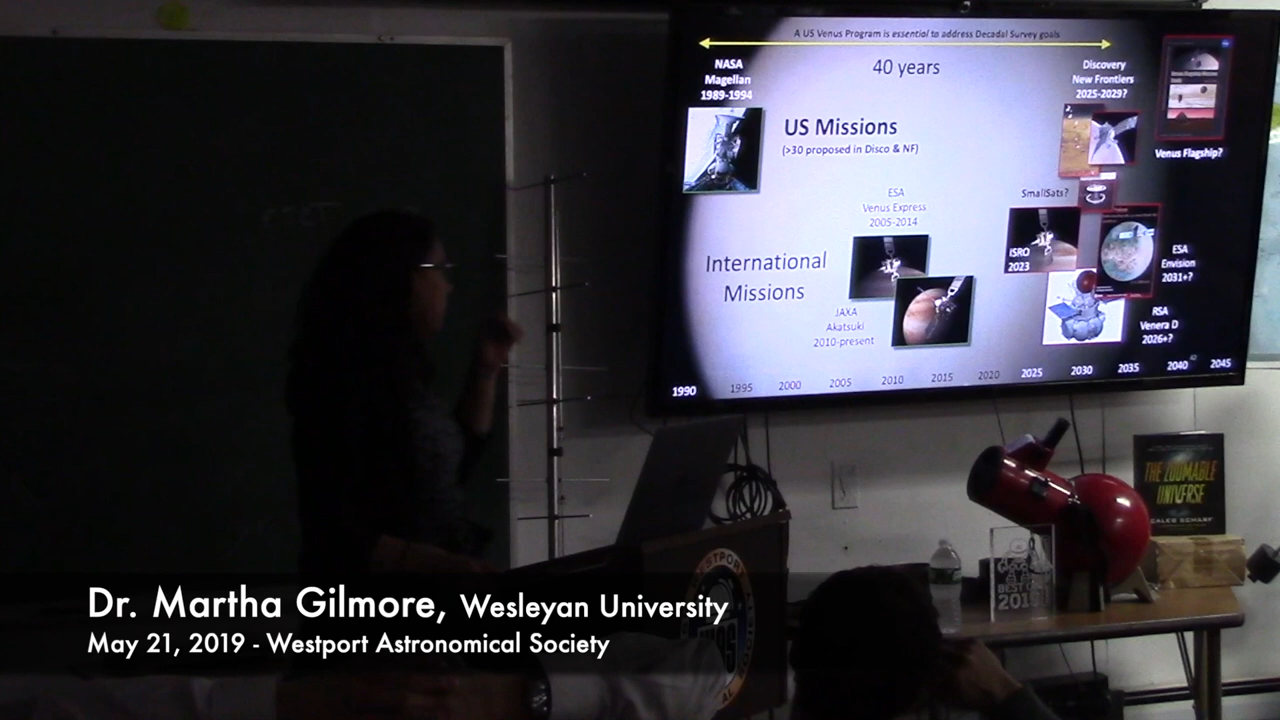 A US Venus Program is essential to address Decadal Survey goals
40 years
NASA
Magellan
1989-1994
Discovery
New Frontiers
2025-2029?
US Missions
(>30 proposed in Disco & NF)
Venus Flagship?
ESA
Venus Express
2005-2014
SmallSats?
International
Missions
ISRO
2023
ESA
Envision
2031+?
JAXA
Akatsuki
2010-present
RSA
Venera D
2026+?
1990 1995 2000 2005 2010 2015 2020 2025 2030 2035 2040 2045
THE ZOOMABLE
UNIVERSE
CALEB SCHARF
BEST
WESTPORT
Dr. Martha Gilmore, Wesleyan University
May 21, 2019 - Westport Astronomical Society